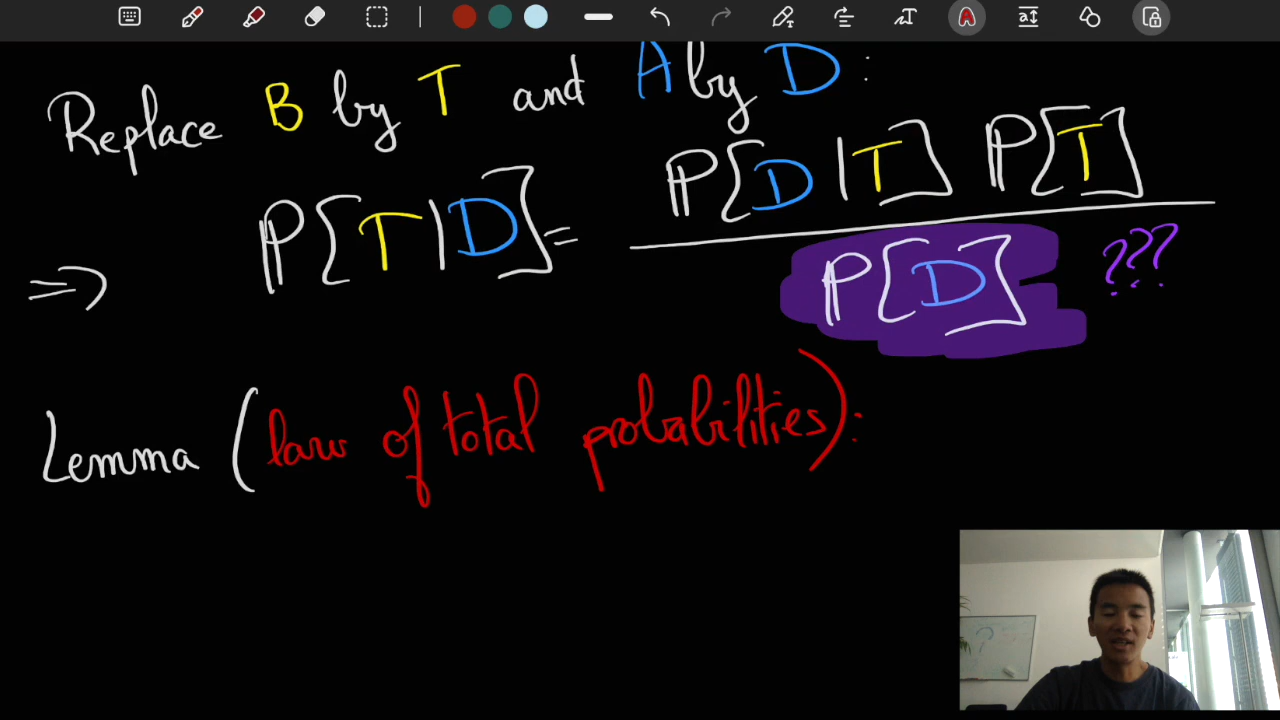 Replace B by T and A by D :
=> P[T|D] = P[D|T] P[T]
P[D] ???
Lemma (law of total probabilities):